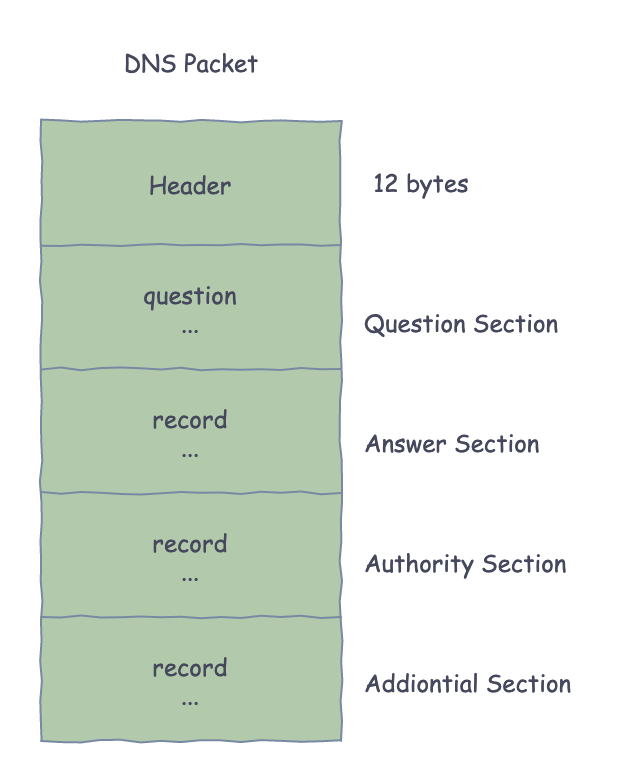 DNS Packet
Header
12 bytes
question
...
Question Section
record
...
Answer Section
record
...
Authority Section
record
...
Addiontial Section